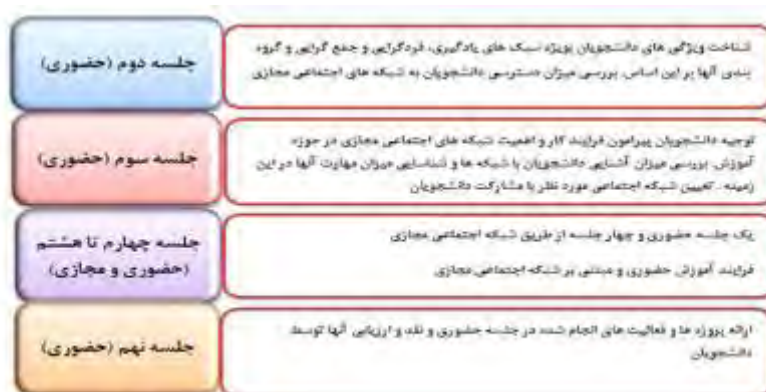 جلسه دوم (حضوری)
شناخت ویژگی های دانشجویان بویژه سبک های یادگیری، فردگرایی و جمع گرایی و گروه
بندی آنها بر این اساس. بررسی میزان دسترسی دانشجویان به شبکه های اجتماعی مجازی
جلسه سوم (حضوری)
توجیه دانشجویان پیرامون فرایند کار و اهمیت شبکه های اجتماعی مجازی در حوزه
آموزش. بررسی میزان آشنایی دانشجویان با شبکه ها و شناسایی میزان مهارت آنها در این
زمینه . تعیین شبکه اجتماعی مورد نظر با مشارکت دانشجویان
جلسه چهارم تا هشتم
(حضوری و مجازی)
یک جلسه حضوری و چهار جلسه از طریق شبکه اجتماعی مجازی
فرایند آموزش حضوری و مبتنی بر شبکه اجتماعی مجازی
جلسه نهم (حضوری)
ارائه پروژه ها و فعالیت های انجام شده در جلسه حضوری و نقد و ارزیابی آنها توسط
دانشجویان